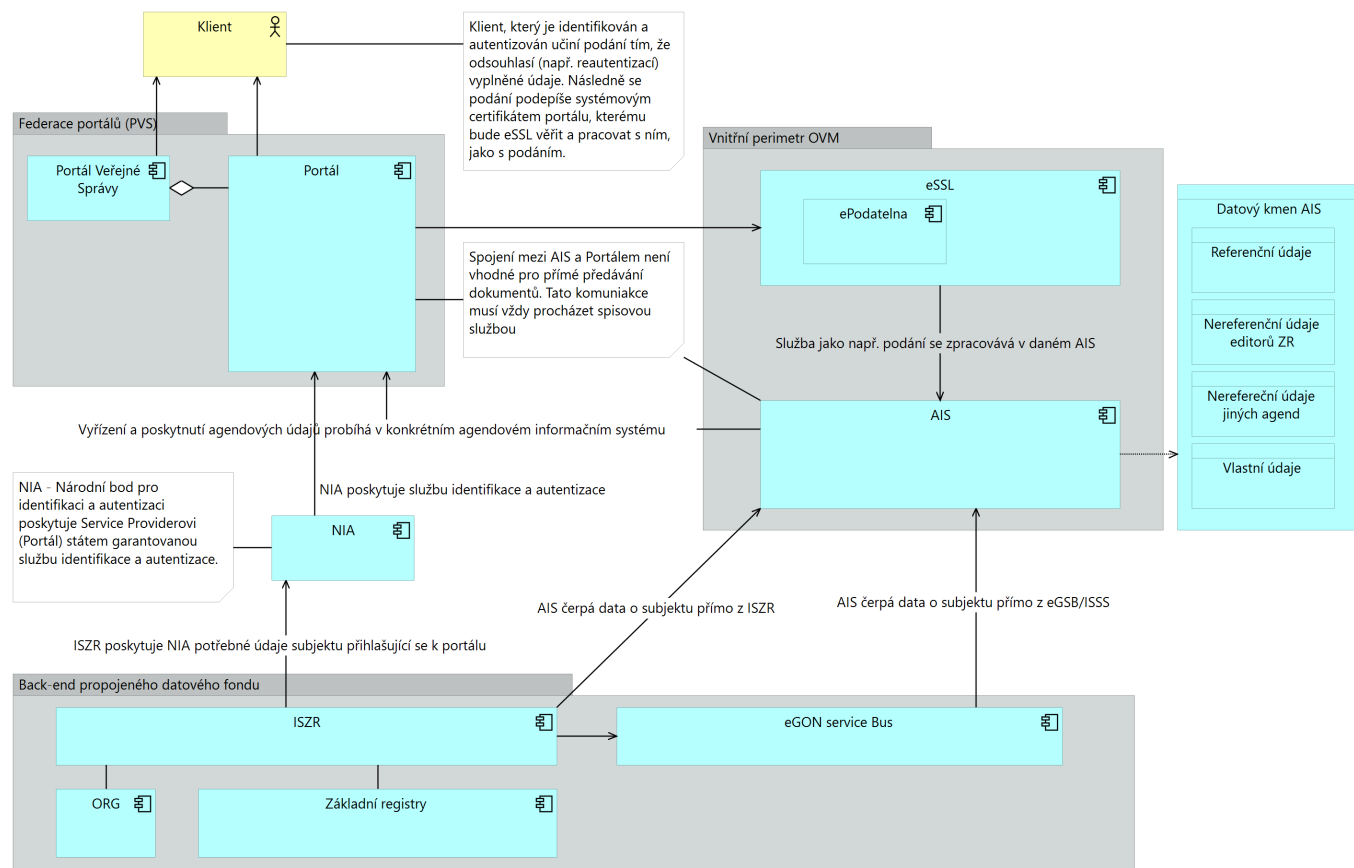 Klient
Klient, který je identifikován a
autentizován učiní podání tím, že
odsouhlasí (např. reautentizací)
vyplněné údaje. Následně se
podání podepíše systémovým
certifikátem portálu, kterému
bude eSSL věřit a pracovat s ním,
jako s podáním.
Federace portálů (PVS)
Portál Veřejné
Správy
Portál
Vnitřní perimetr OVM
eSSL
ePodatelna
Datový kmen AIS
Referenční údaje
Nereferenční údaje
editorů ZR
Nereferečni údaje
jiných agend
Vlastní údaje
Spojení mezi AIS a Portálem není
vhodné pro přímé předávání
dokumentů. Tato komuniakce
musí vždy procházet spisovou
službou
Služba jako např. podání se zpracovává v daném AIS
AIS
Vyřízení a poskytnutí agendových údajů probíhá v konkrétním agendovém informačním systému
NIA poskytuje službu identifikace a autentizace
NIA - Národní bod pro
identifikaci a autentizaci
poskytuje Service Providerovi
(Portál) státem garantovanou
službu identifikace a autentizace.
NIA
AIS čerpá data o subjektu přímo z ISZR
AIS čerpá data o subjektu přímo z eGSB/ISSS
ISZR poskytuje NIA potřebné údaje subjektu přihlašující se k portálu
Back-end propojeného datového fondu
ISZR
eGON service Bus
ORG
Základní registry